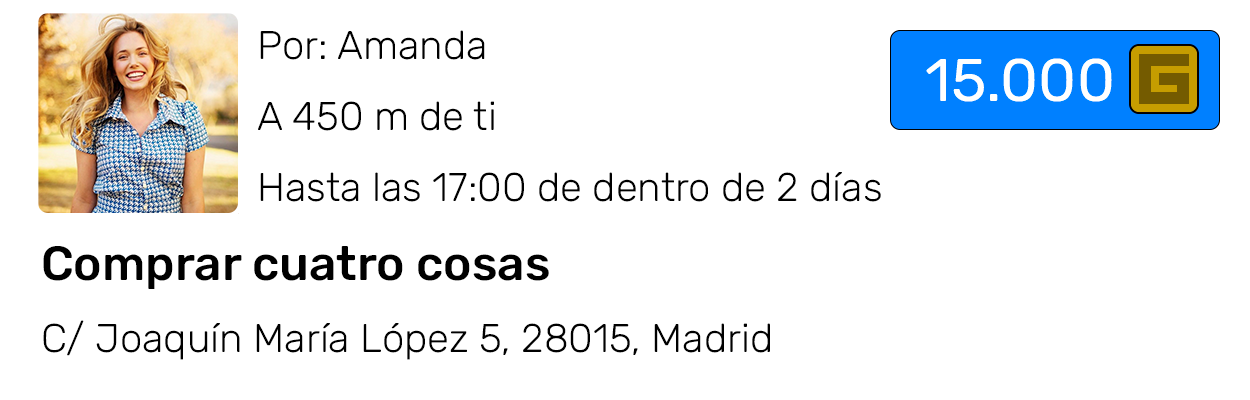 Por: Amanda
15.000 G
A 450 m de ti
Hasta las 17:00 de dentro de 2 días
Comprar cuatro cosas
C/ Joaquín María López 5, 28015, Madrid